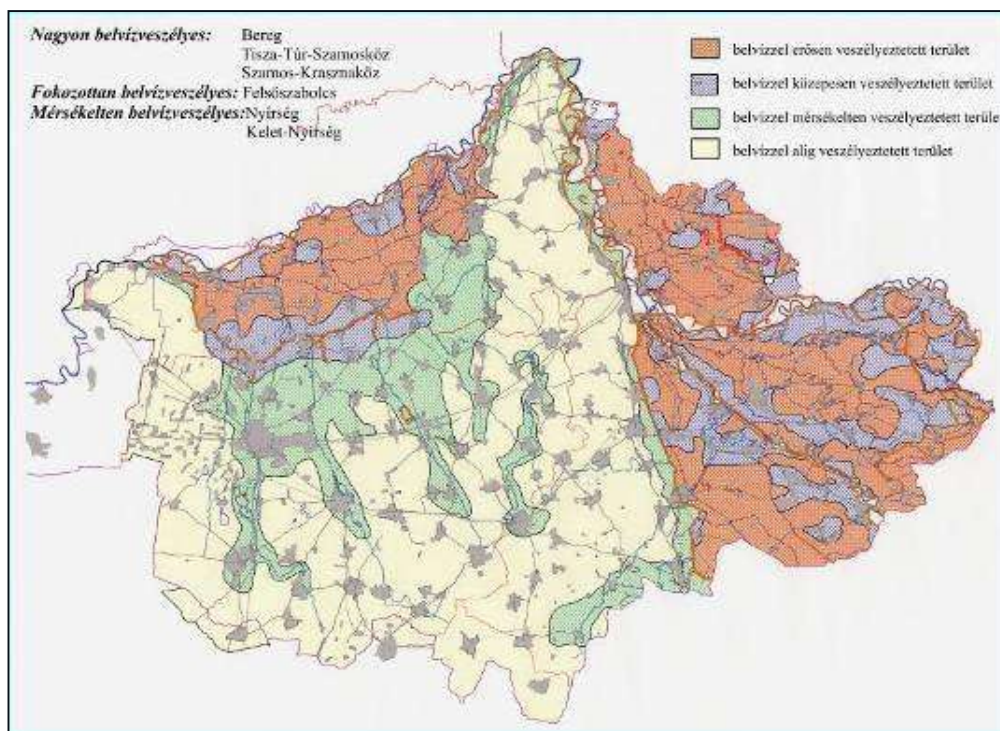 Nagyon belvízveszélyes: Bereg
Tisza-Túr-Szamosköz
Szamos-Krasznaköz
Fokozottan belvízveszélyes: Felsőszabolcs
Mérsékelten belvízveszélyes: Nyírség
Kelet-Nyírség
belvízzel erősen veszélyeztetett terület
belvízzel közepesen veszélyeztetett terület
belvízzel mérsékelten veszélyeztetett terüle
belvízzel alig veszélyeztetett terület